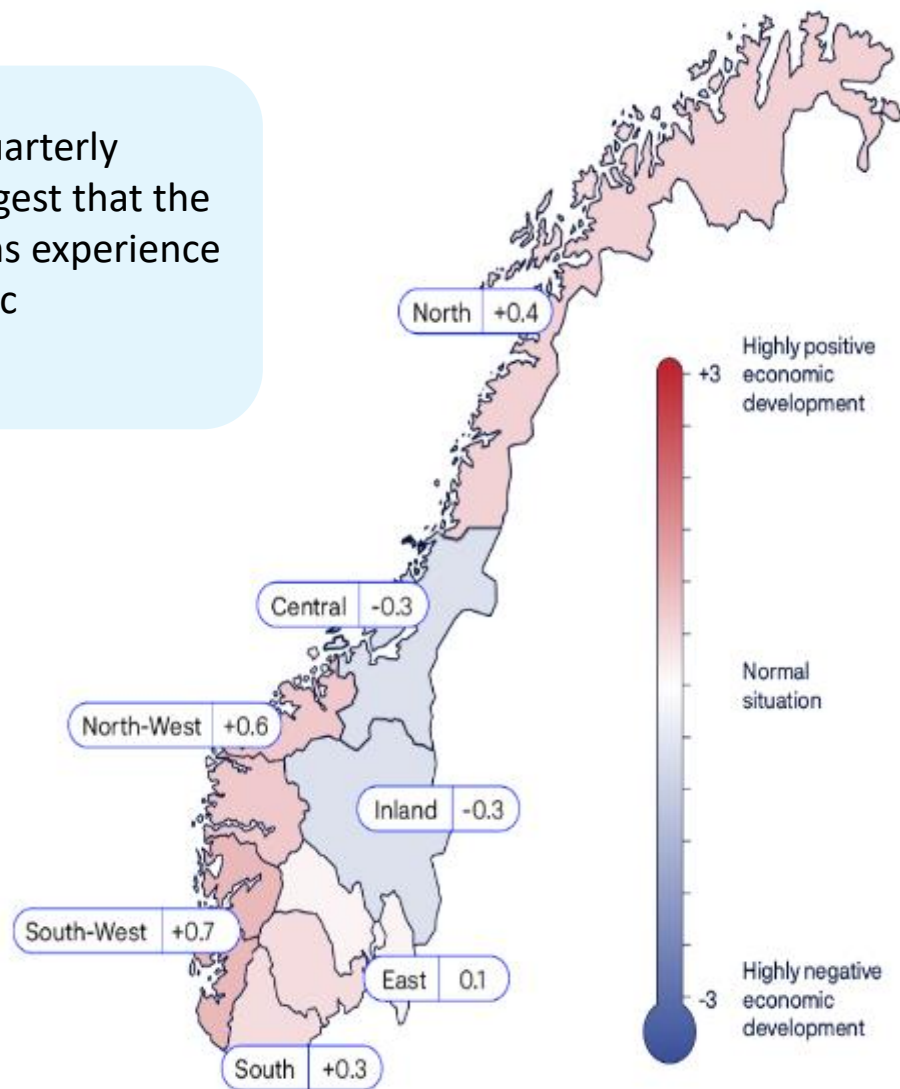 gest that the
ns experience
North +0.4
+3
Highly positive
economic
development
Central -0.3
Normal
situation
North-West +0.6
Inland -0.3
South-West +0.7
East 0.1
-3
Highly negative
economic
development
South +0.3